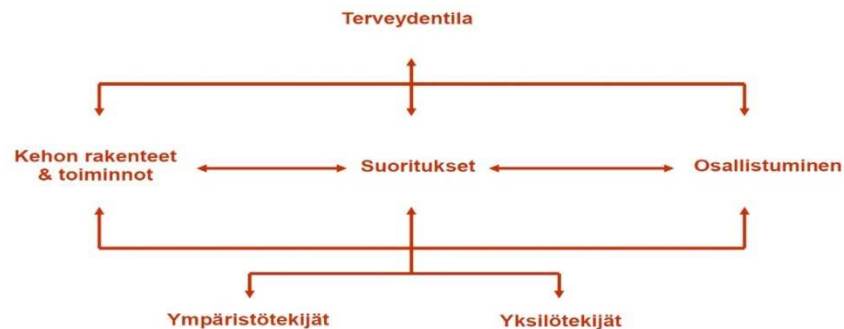 Terveydentila
Kehon rakenteet
& toiminnot
Suoritukset
Osallistuminen
Ympäristötekijät
Yksilötekijät